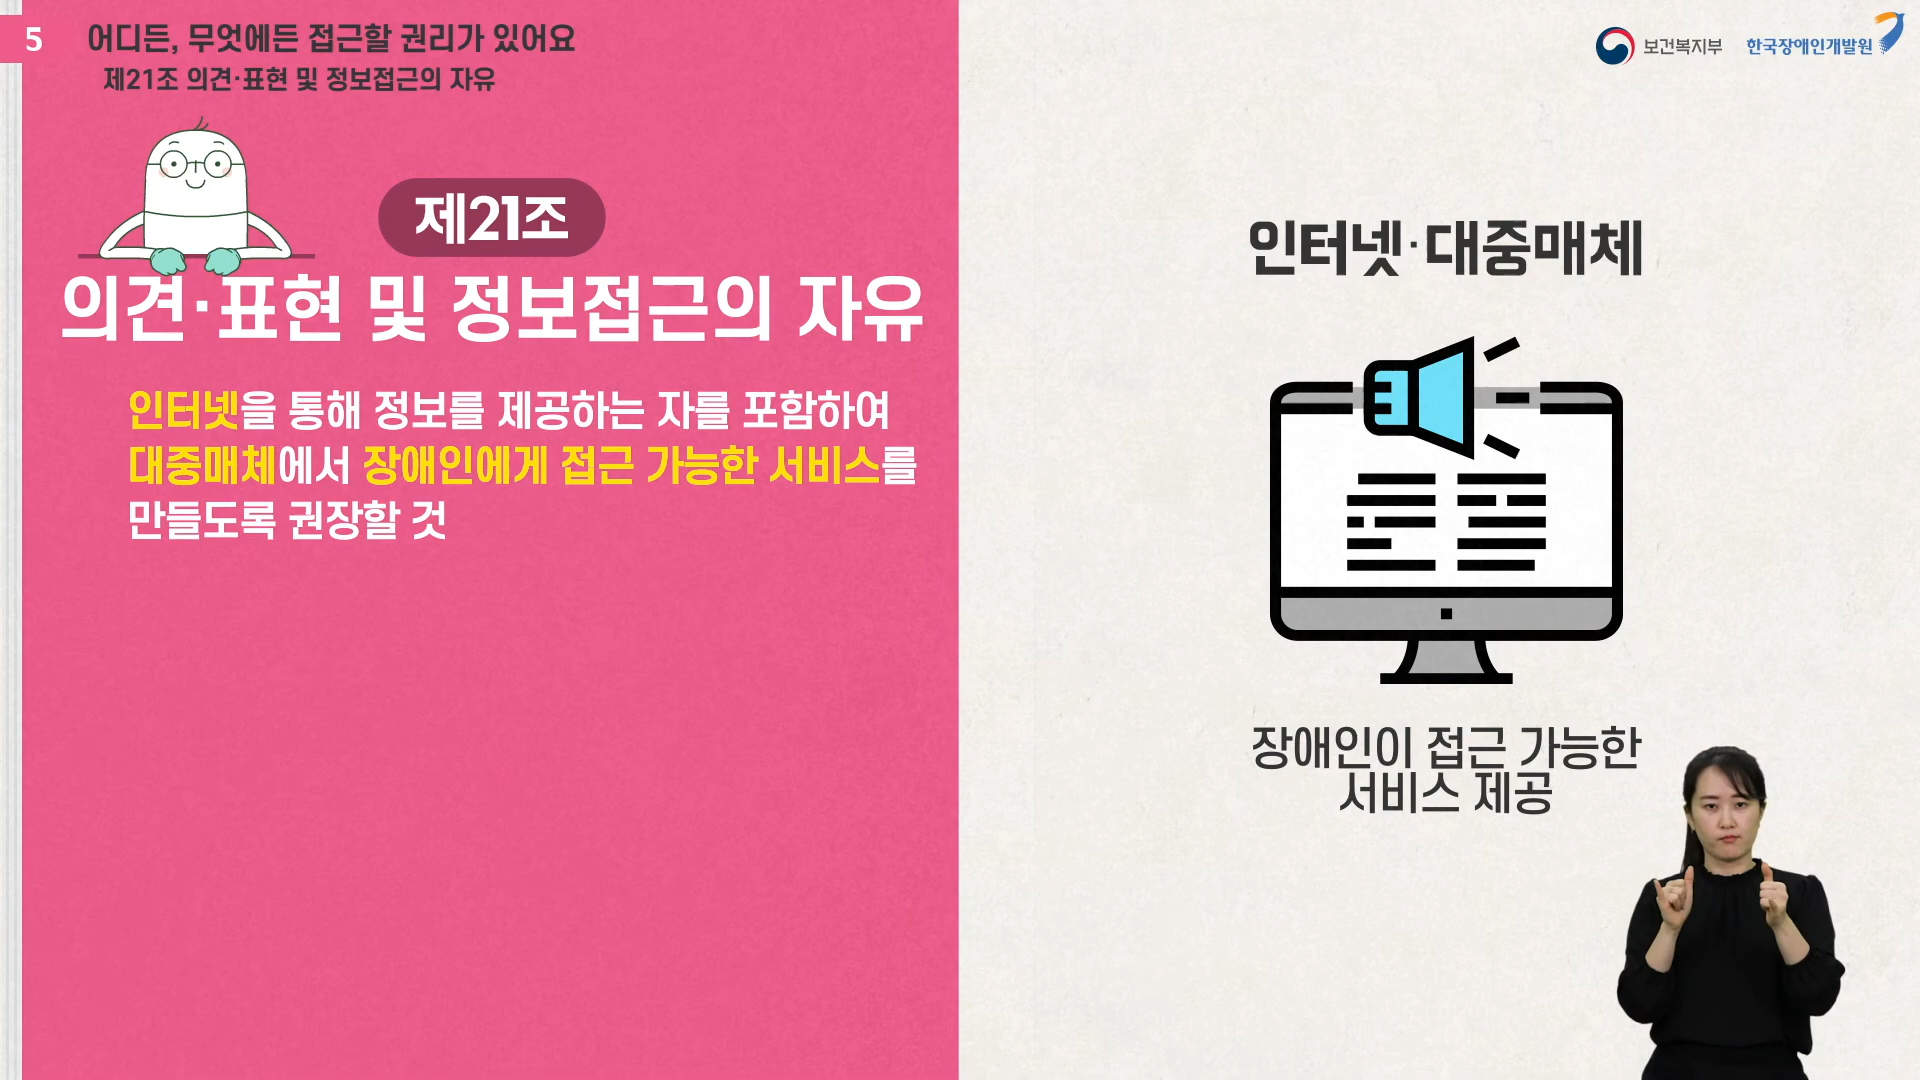 5
어디든, 무엇에든 접근할 권리가 있어요
제21조 의견·표현 및 정보접근의 자유
보건복지부
한국장애인개발원
제21조
의견·표현 및 정보접근의 자유
인터넷을 통해 정보를 제공하는 자를 포함하여
대중매체에서 장애인에게 접근 가능한 서비스를
만들도록 권장할 것
인터넷·대중매체
장애인이 접근 가능한
서비스 제공